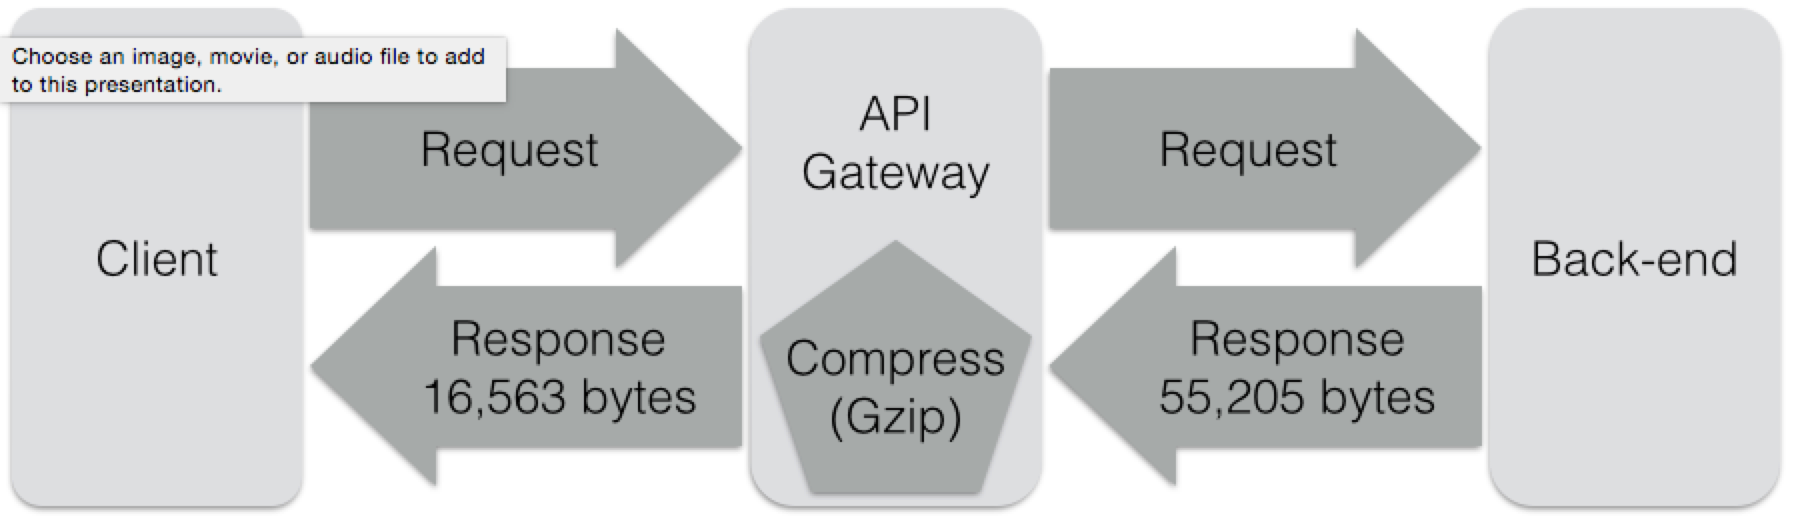 Choose an image, movie, or audio file to add
to this presentation.
Client
Request
Response
16,563 bytes
API
Gateway
Compress
(Gzip)
Request
Response
55,205 bytes
Back-end